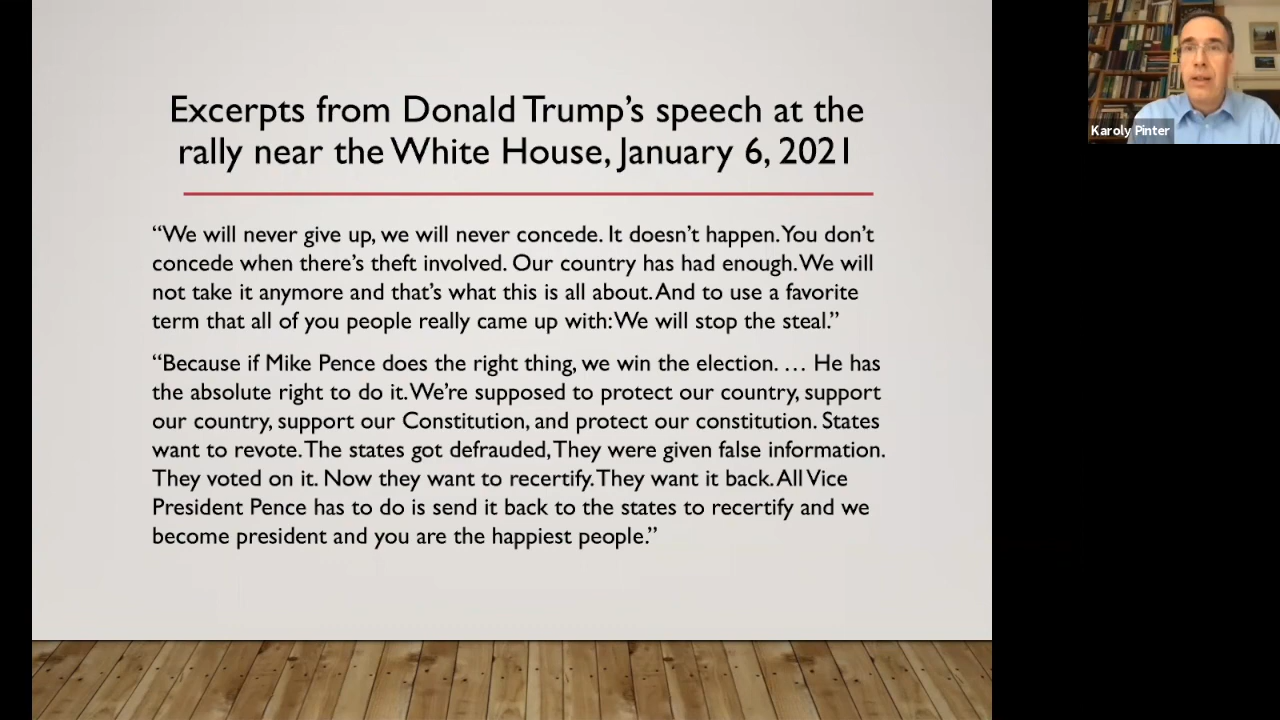 Excerpts from Donald Trump's speech at the
rally near the White House, January 6, 2021
“We will never give up, we will never concede. It doesn't happen. You don't
concede when there's theft involved. Our country has had enough. We will
not take it anymore and that's what this is all about. And to use a favorite
term that all of you people really came up with: We will stop the steal.”
“Because if Mike Pence does the right thing, we win the election. … He has
the absolute right to do it. We're supposed to protect our country, support
our country, support our Constitution, and protect our constitution. States
want to revote. The states got defrauded, They were given false information.
They voted on it. Now they want to recertify. They want it back. All Vice
President Pence has to do is send it back to the states to recertify and we
become president and you are the happiest people.”
Karoly Pinter